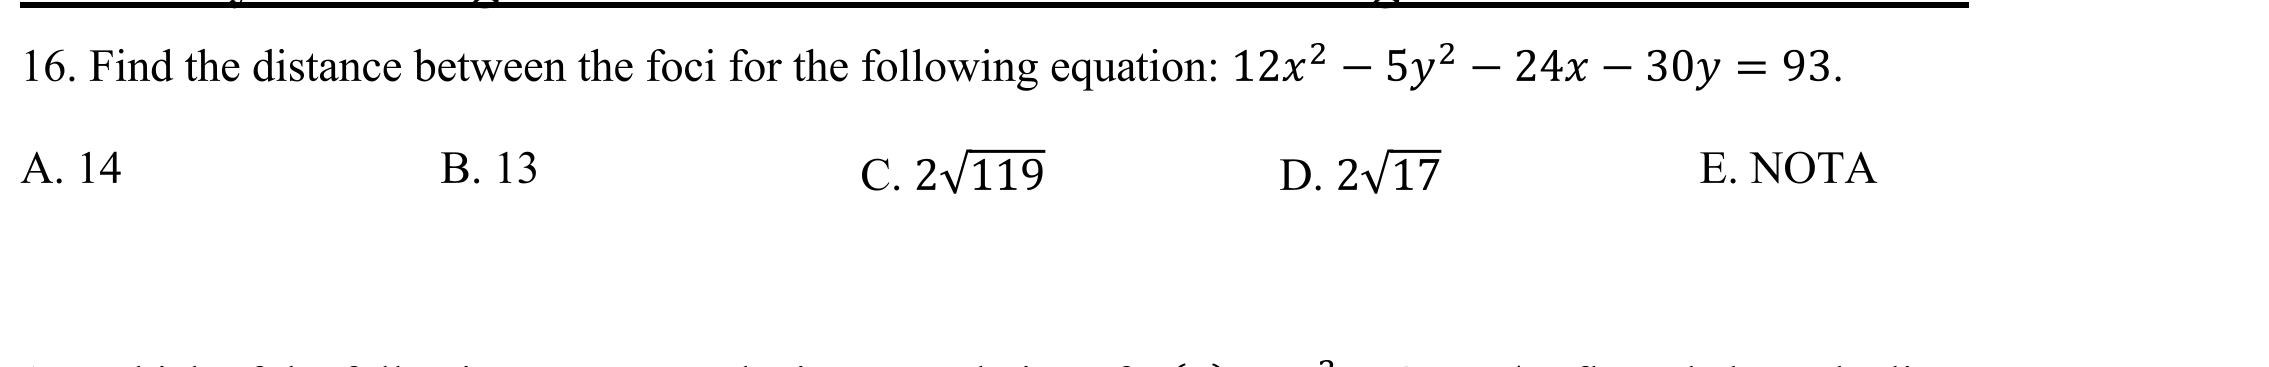 16. Find the distance between the foci for the following equation: 12x² − 5y² − 24x − 30y = 93.
A. 14 B. 13 C. 2√119 D. 2√17 E. NOTA